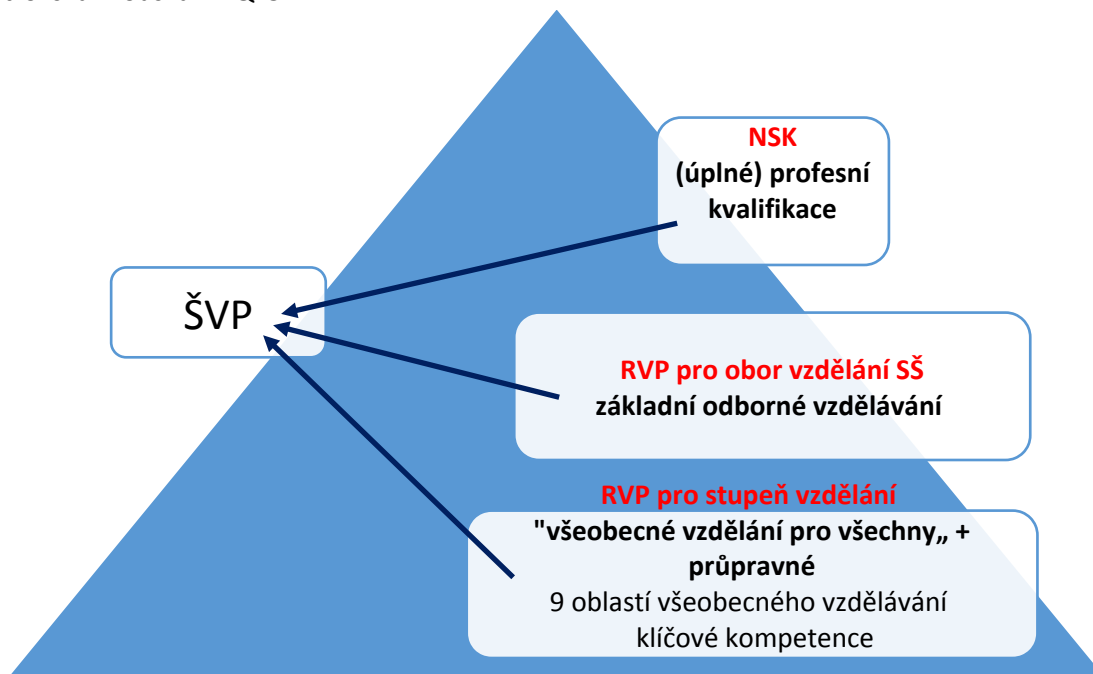 NSK
(úplné) profesní
kvalifikace
ŠVP
RVP pro obor vzdělání SŠ
základní odborné vzdělávání
RVP pro stupeň vzdělání
"všeobecné vzdělání pro všechny„ +
průpravné
9 oblastí všeobecného vzdělávání
klíčové kompetence